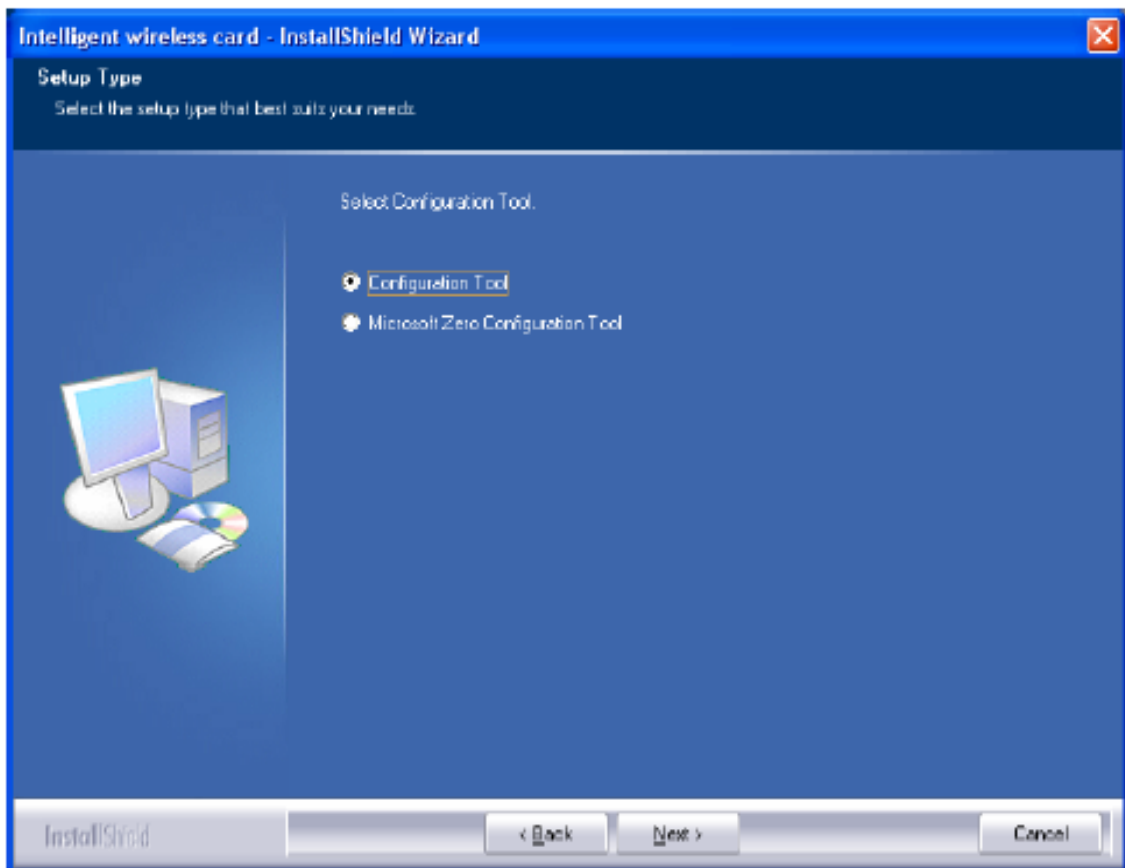 Intelligent wireless card - InstallShield Wizard
Setup Type
Select the setup type that best suits your needs.
Select Configuration Tool.
Configuration Tool
Microsoft Zero Configuration Tool
InstallShield
< Back
Next >
Cancel